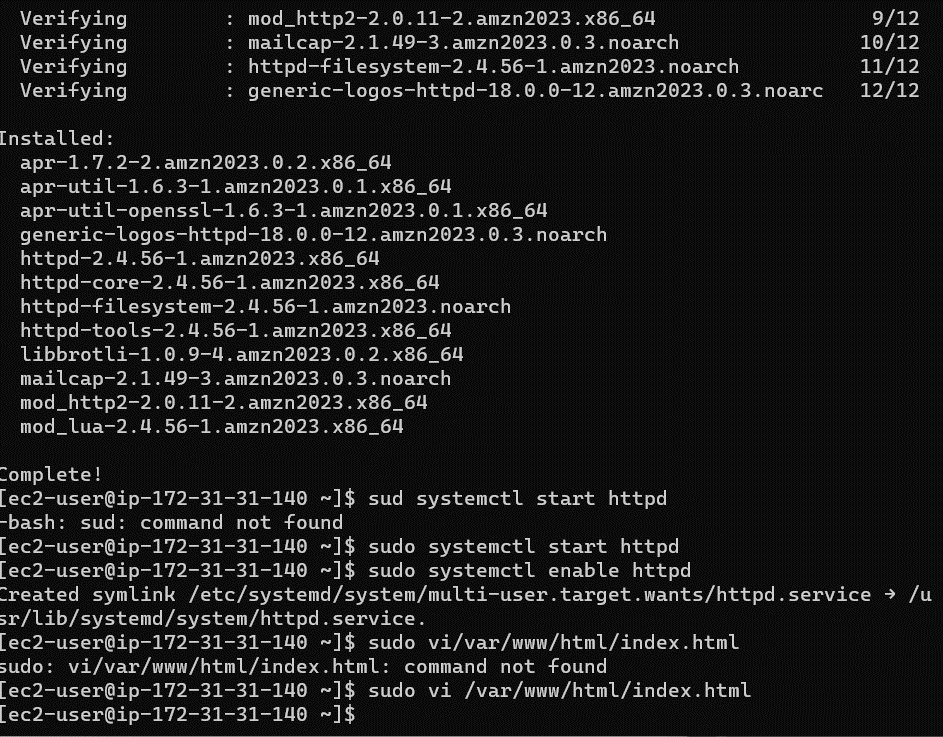 Verifying        : mod_http2-2.0.11-2.amzn2023.x86_64                  9/12
Verifying        : mailcap-2.1.49-3.amzn2023.0.3.noarch               10/12
Verifying        : httpd-filesystem-2.4.56-1.amzn2023.noarch          11/12
Verifying        : generic-logos-httpd-18.0.0-12.amzn2023.0.3.noarc   12/12
Installed:
apr-1.7.2-2.amzn2023.0.2.x86_64
apr-util-1.6.3-1.amzn2023.0.1.x86_64
apr-util-openssl-1.6.3-1.amzn2023.0.1.x86_64
generic-logos-httpd-18.0.0-12.amzn2023.0.3.noarch
httpd-2.4.56-1.amzn2023.x86_64
httpd-core-2.4.56-1.amzn2023.x86_64
httpd-filesystem-2.4.56-1.amzn2023.noarch
httpd-tools-2.4.56-1.amzn2023.x86_64
libbrotli-1.0.9-4.amzn2023.0.2.x86_64
mailcap-2.1.49-3.amzn2023.0.3.noarch
mod_http2-2.0.11-2.amzn2023.x86_64
mod_lua-2.4.56-1.amzn2023.x86_64
Complete!
[ec2-user@ip-172-31-31-140 ~]$ sud systemctl start httpd
-bash: sud: command not found
[ec2-user@ip-172-31-31-140 ~]$ sudo systemctl start httpd
[ec2-user@ip-172-31-31-140 ~]$ sudo systemctl enable httpd
Created symlink /etc/systemd/system/multi-user.target.wants/httpd.service → /u
sr/lib/systemd/system/httpd.service.
[ec2-user@ip-172-31-31-140 ~]$ sudo vi/var/www/html/index.html
sudo: vi/var/www/html/index.html: command not found
[ec2-user@ip-172-31-31-140 ~]$ sudo vi /var/www/html/index.html
[ec2-user@ip-172-31-31-140 ~]$